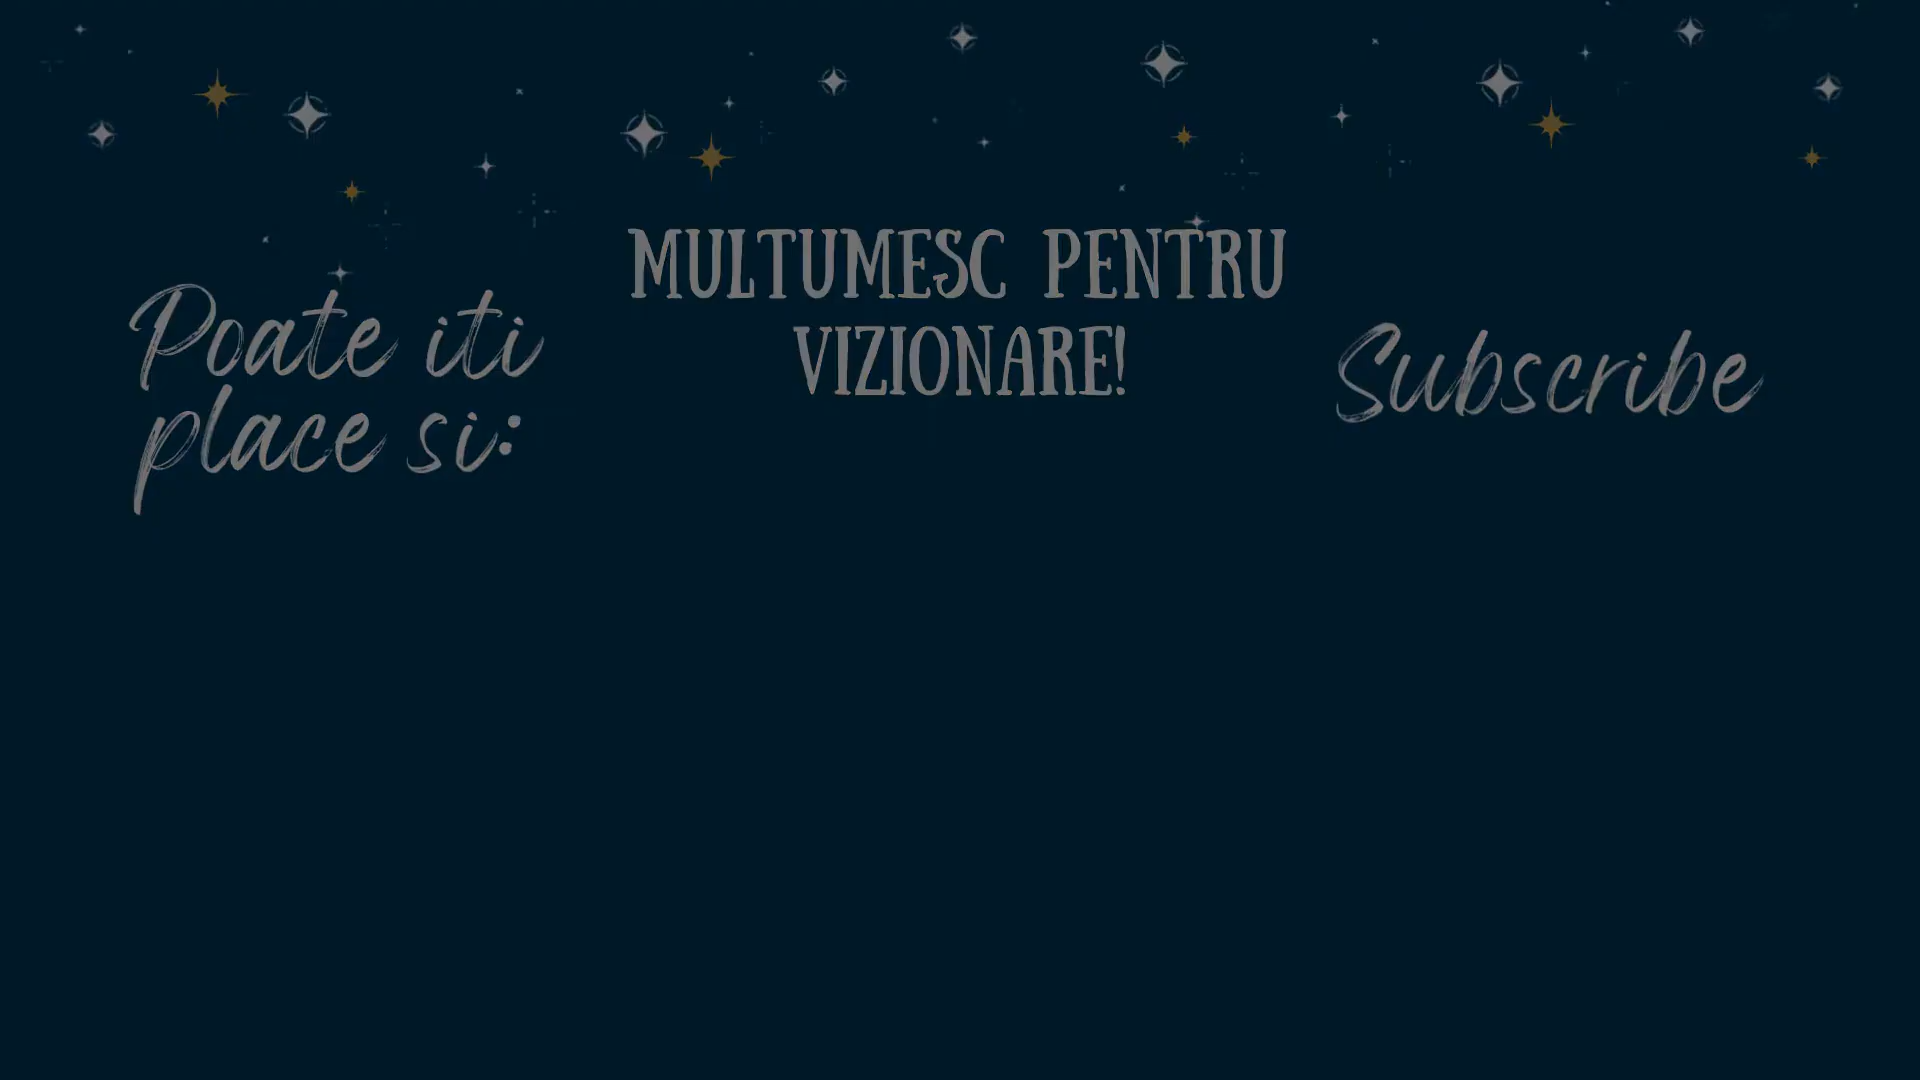 Poate iti
place si:
MULTUMESC PENTRU
VIZIONARE!
Subscribe